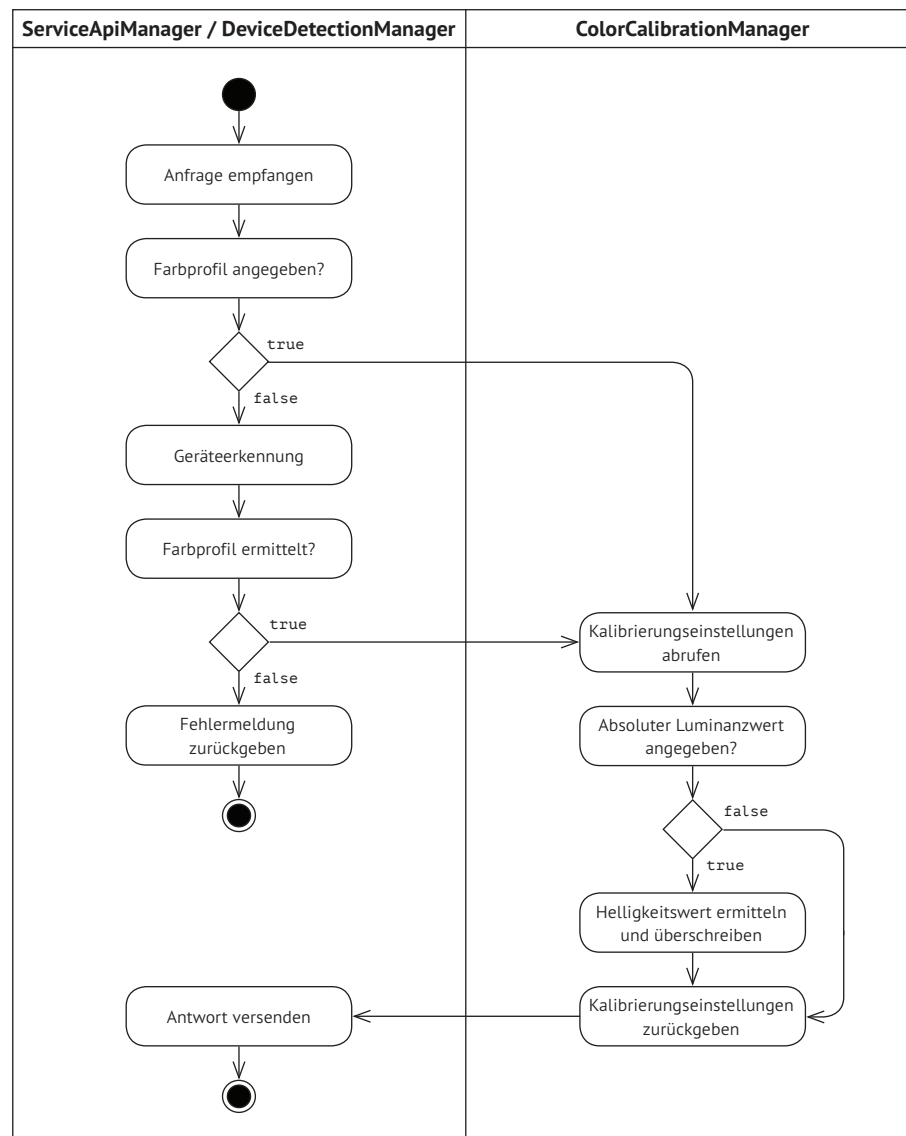 ServiceApiManager / DeviceDetectionManager
ColorCalibrationManager
Anfrage empfangen
Farbprofil angegeben?
true
false
Geräteerkennung
Farbprofil ermittelt?
true
false
Fehlermeldung
zurückgeben
Kalibrierungseinstellungen
abrufen
Absoluter Luminanzwert
angegeben?
false
true
Helligkeitswert ermitteln
und überschreiben
Kalibrierungseinstellungen
zurückgeben
Antwort versenden